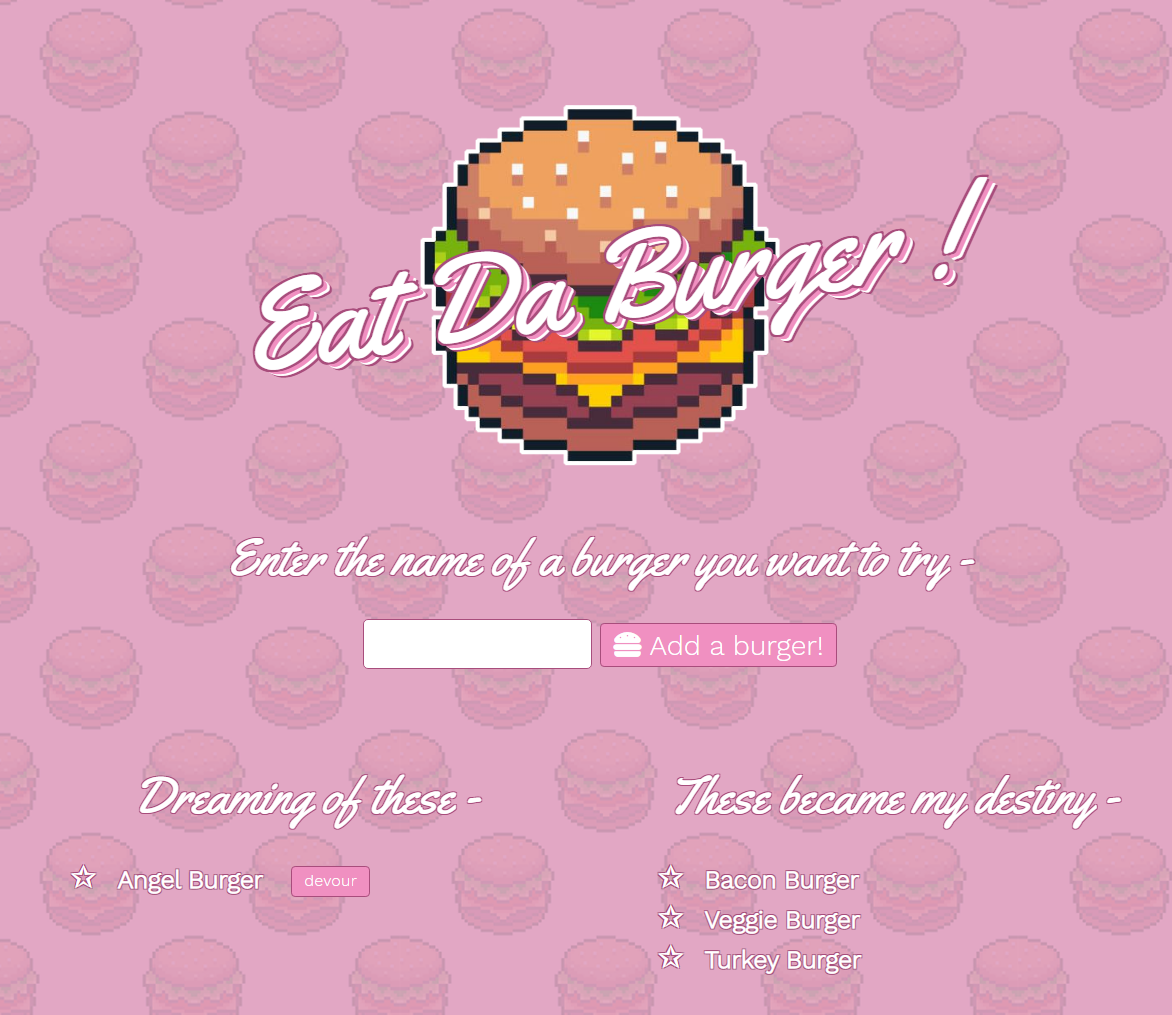 Eat Da Burger !
Enter the name of a burger you want to try -
Add a burger!
Dreaming of these -
Angel Burger devour
These became my destiny -
Bacon Burger
Veggie Burger
Turkey Burger